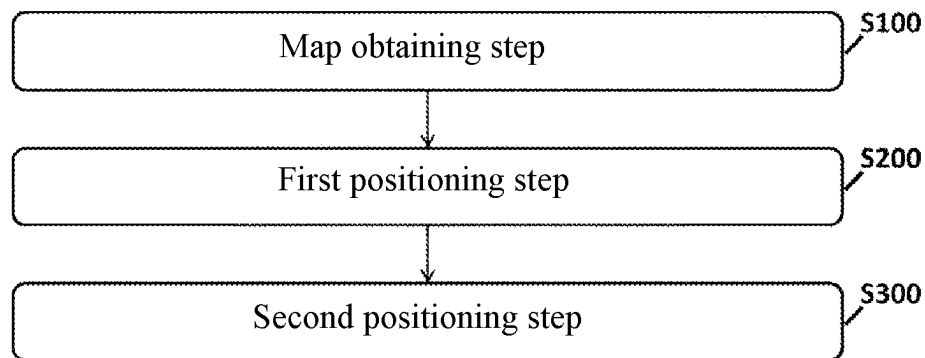 S100
Map obtaining step
S200
First positioning step
S300
Second positioning step